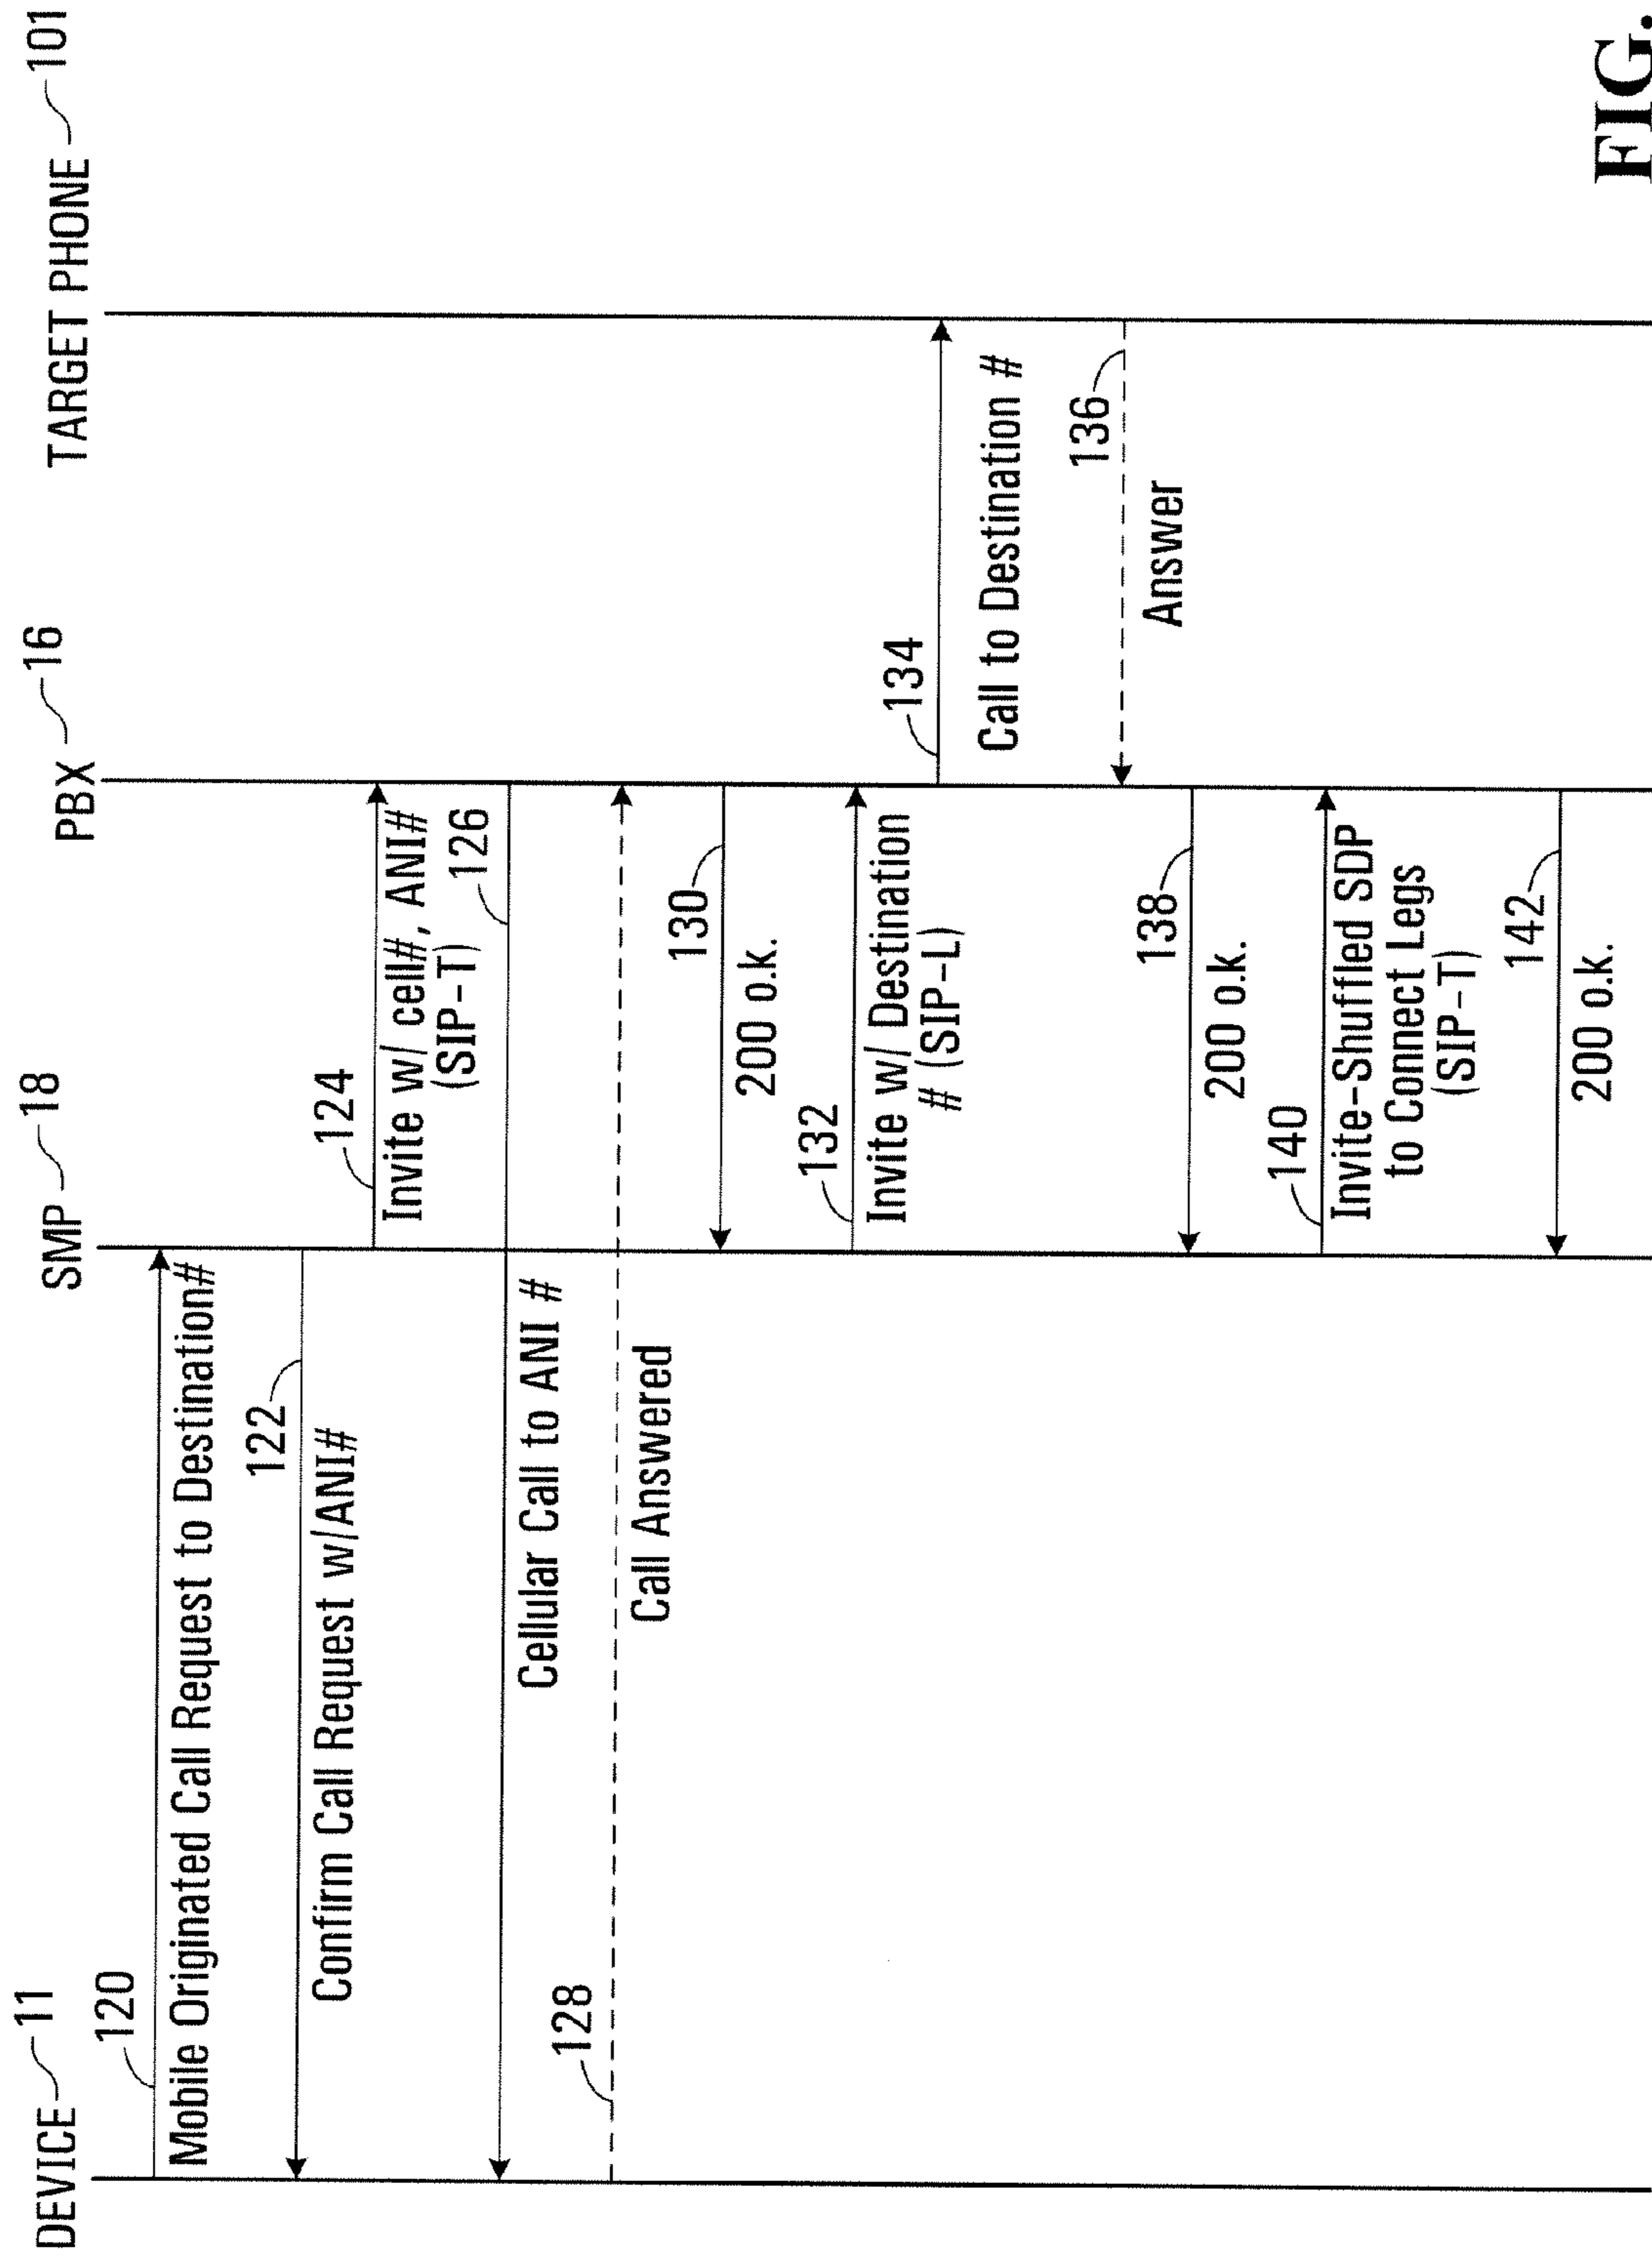 DEVICE 11
SMP 18
PBX 16
TARGET PHONE 101
120
Mobile Originated Call Request to Destination#
122
Confirm Call Request w/ANI#
124
Invite w/ cell#, ANI#
(SIP-T)
126
Cellular Call to ANI #
128
Call Answered
130
200 o.k.
132
Invite w/ Destination
# (SIP-L)
134
Call to Destination #
136
Answer
138
200 o.k.
140
Invite-Shuffled SDP
to Connect Legs
(SIP-T)
142
200 o.k.
FIG.